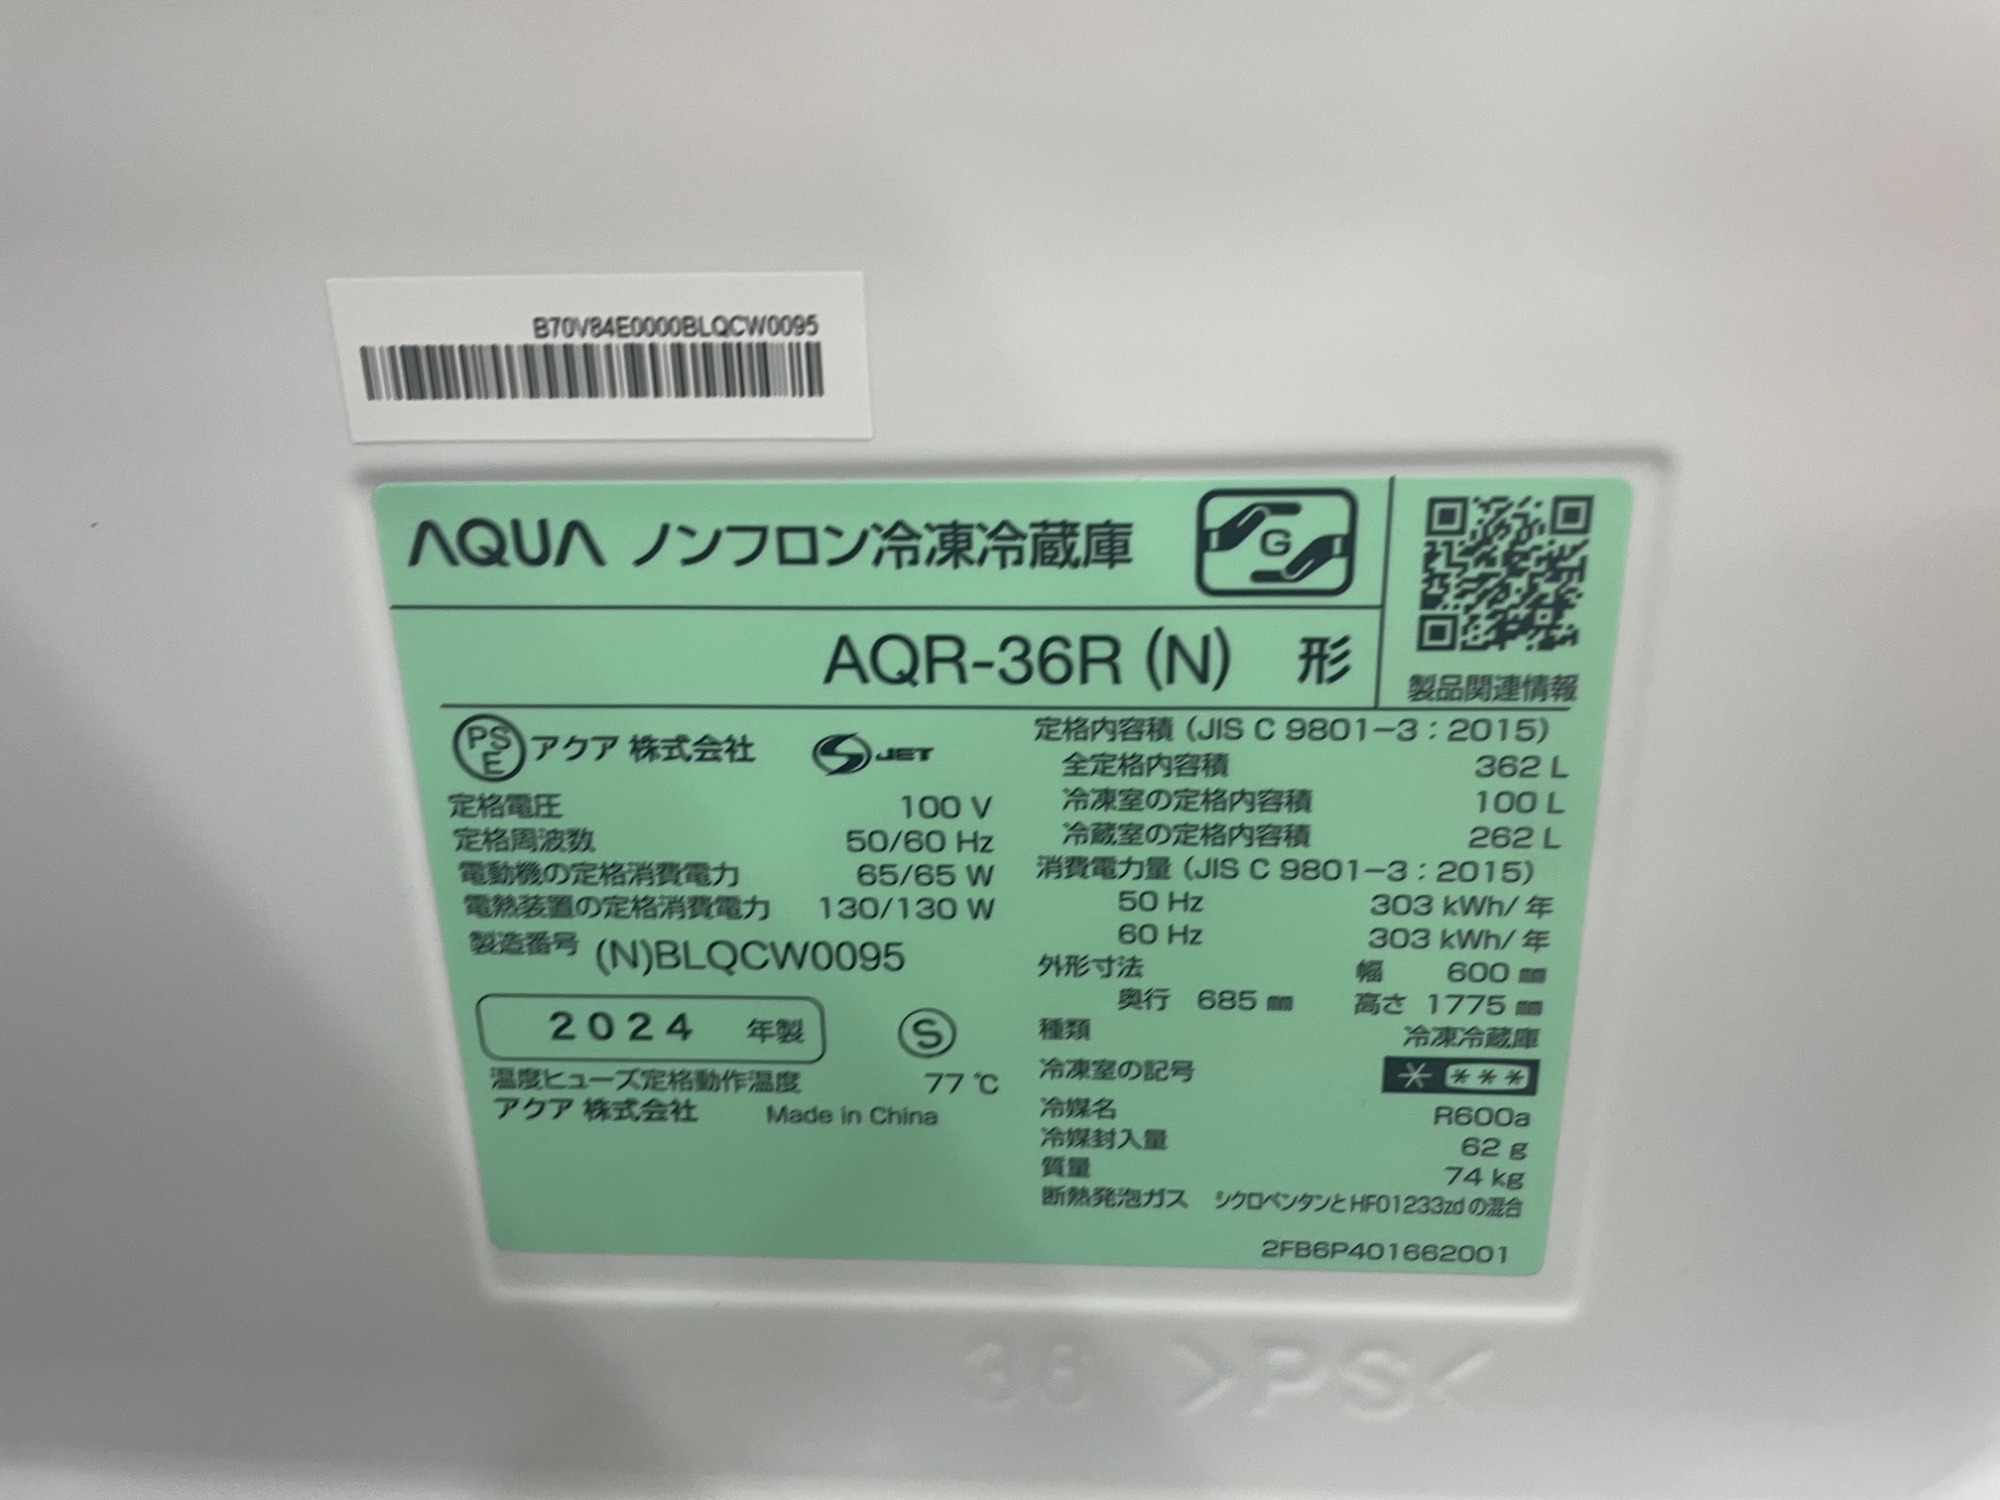 B70V84E0000BLQCW0095
AQUA ノンフロン冷凍冷蔵庫
G
AQR-36R (N) 形
製品関連情報
PSE アクア 株式会社 S JET
定格電圧 100 V
定格周波数 50/60 Hz
電動機の定格消費電力 65/65 W
電熱装置の定格消費電力 130/130 W
製造番号 (N)BLQCW0095
2024 年製 S
温度ヒューズ定格動作温度 77 ℃
アクア 株式会社 Made in China
定格内容積 (JIS C 9801-3:2015)
全定格内容積 362 L
冷凍室の定格内容積 100 L
冷蔵室の定格内容積 262 L
消費電力量 (JIS C 9801-3:2015)
50 Hz 303 kWh/年
60 Hz 303 kWh/年
外形寸法 幅 600 ㎜
奥行 685 ㎜ 高さ 1775 ㎜
種類 冷凍冷蔵庫
冷凍室の記号 * ***
冷媒名 R600a
冷媒封入量 62 g
質量 74 kg
断熱発泡ガス シクロペンタンとHFO1233zdの混合
2FB6P401662001
36 >PS<